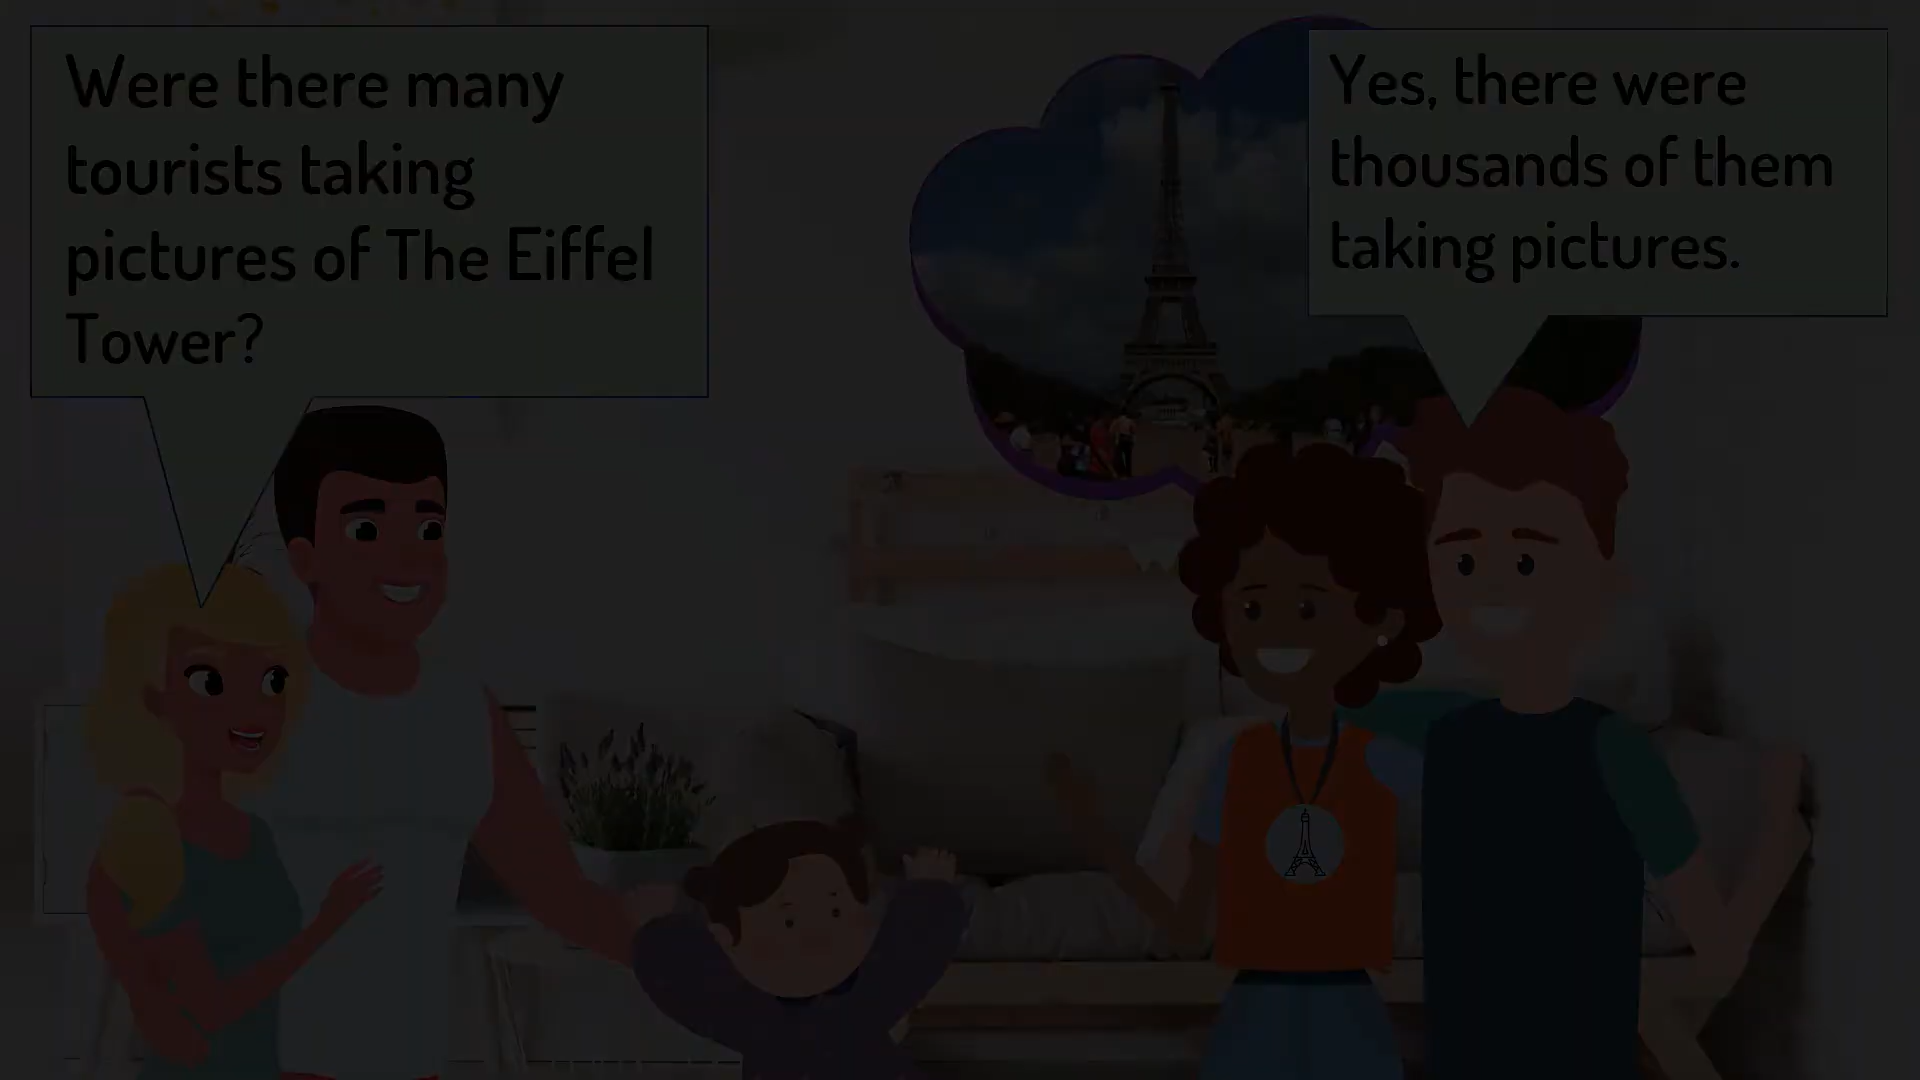 Were there many
tourists taking
pictures of The Eiffel
Tower?
Yes, there were
thousands of them
taking pictures.